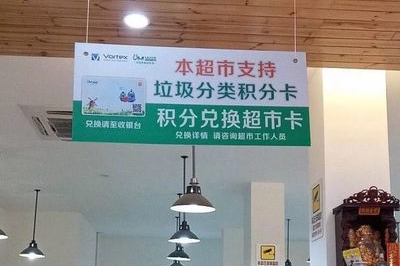 Vortex
本超市支持
垃圾分类积分卡
积分兑换超市卡
兑换请至收银台
兑换详情 请咨询超市工作人员